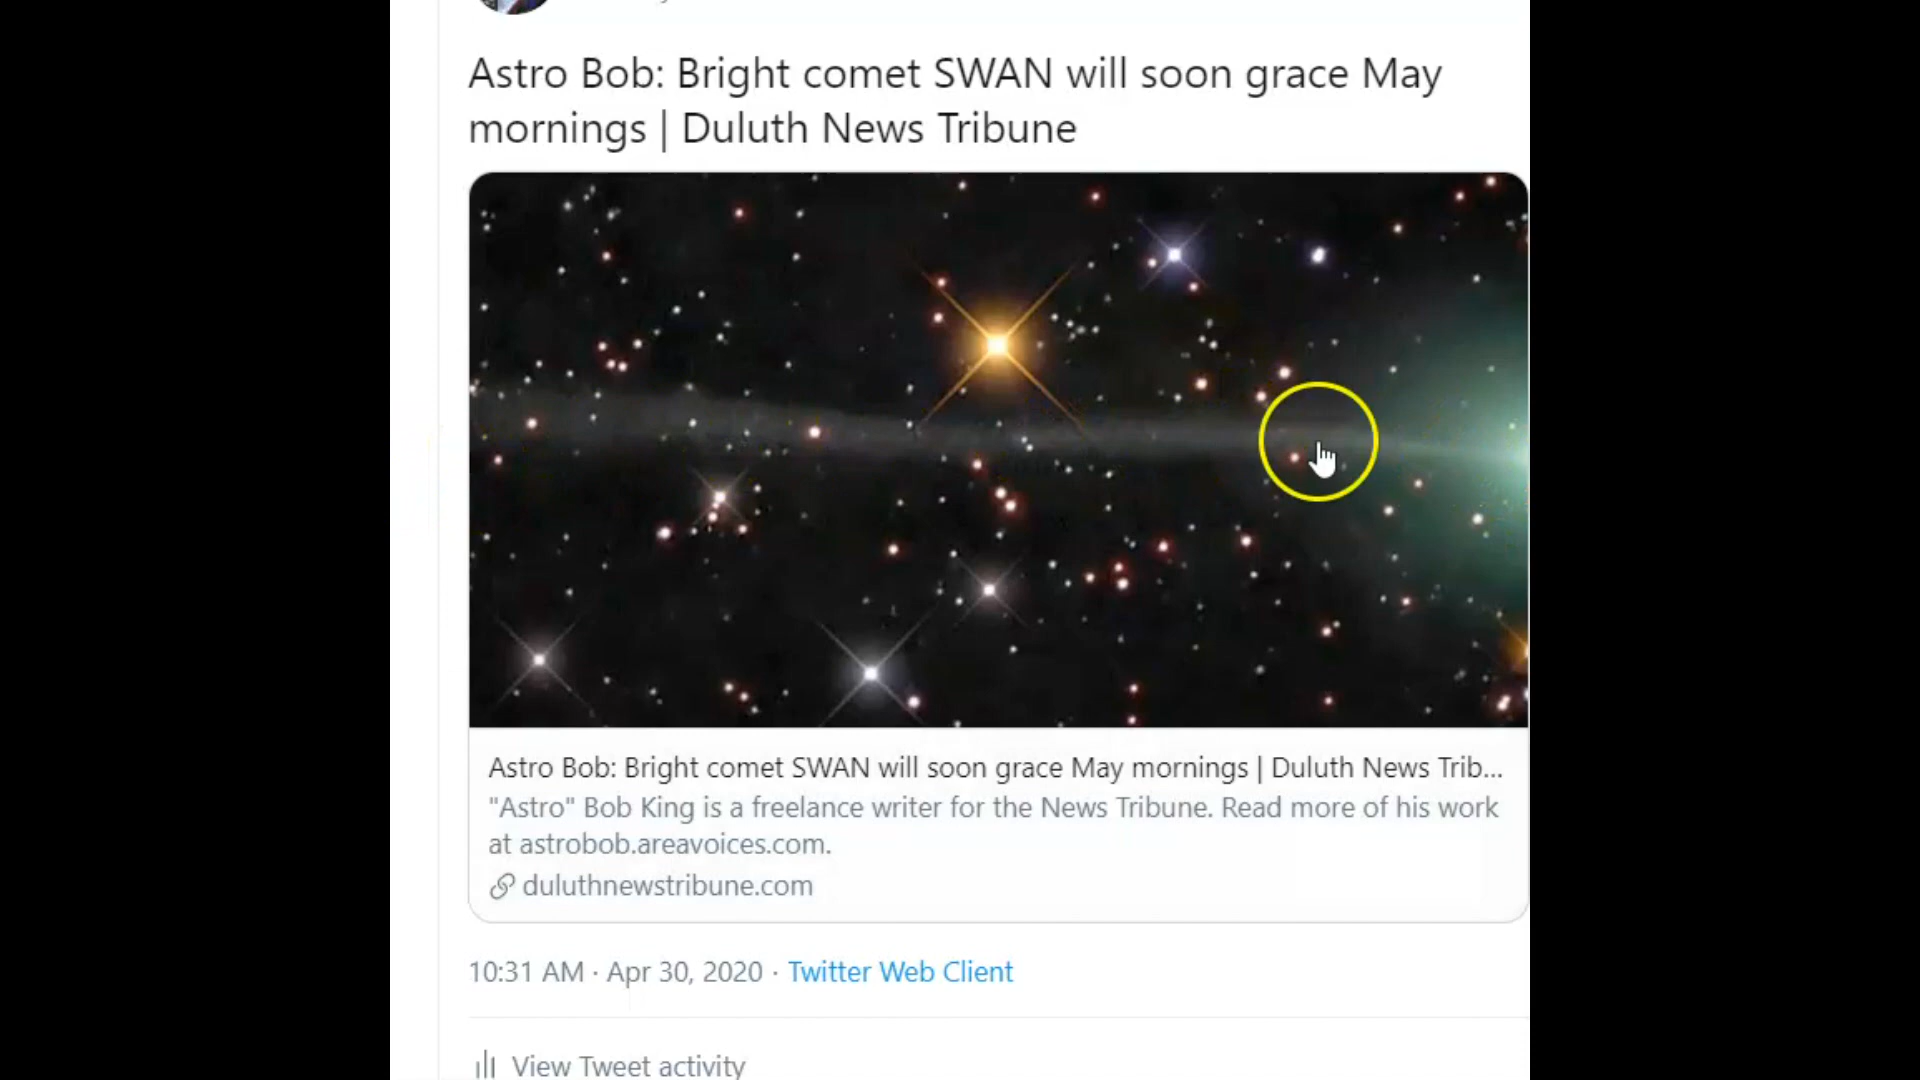 Astro Bob: Bright comet SWAN will soon grace May
mornings | Duluth News Tribune
Astro Bob: Bright comet SWAN will soon grace May mornings | Duluth News Trib...
"Astro" Bob King is a freelance writer for the News Tribune. Read more of his work
at astrobob.areavoices.com.
duluthnewstribune.com
10:31 AM · Apr 30, 2020 · Twitter Web Client
View Tweet activity